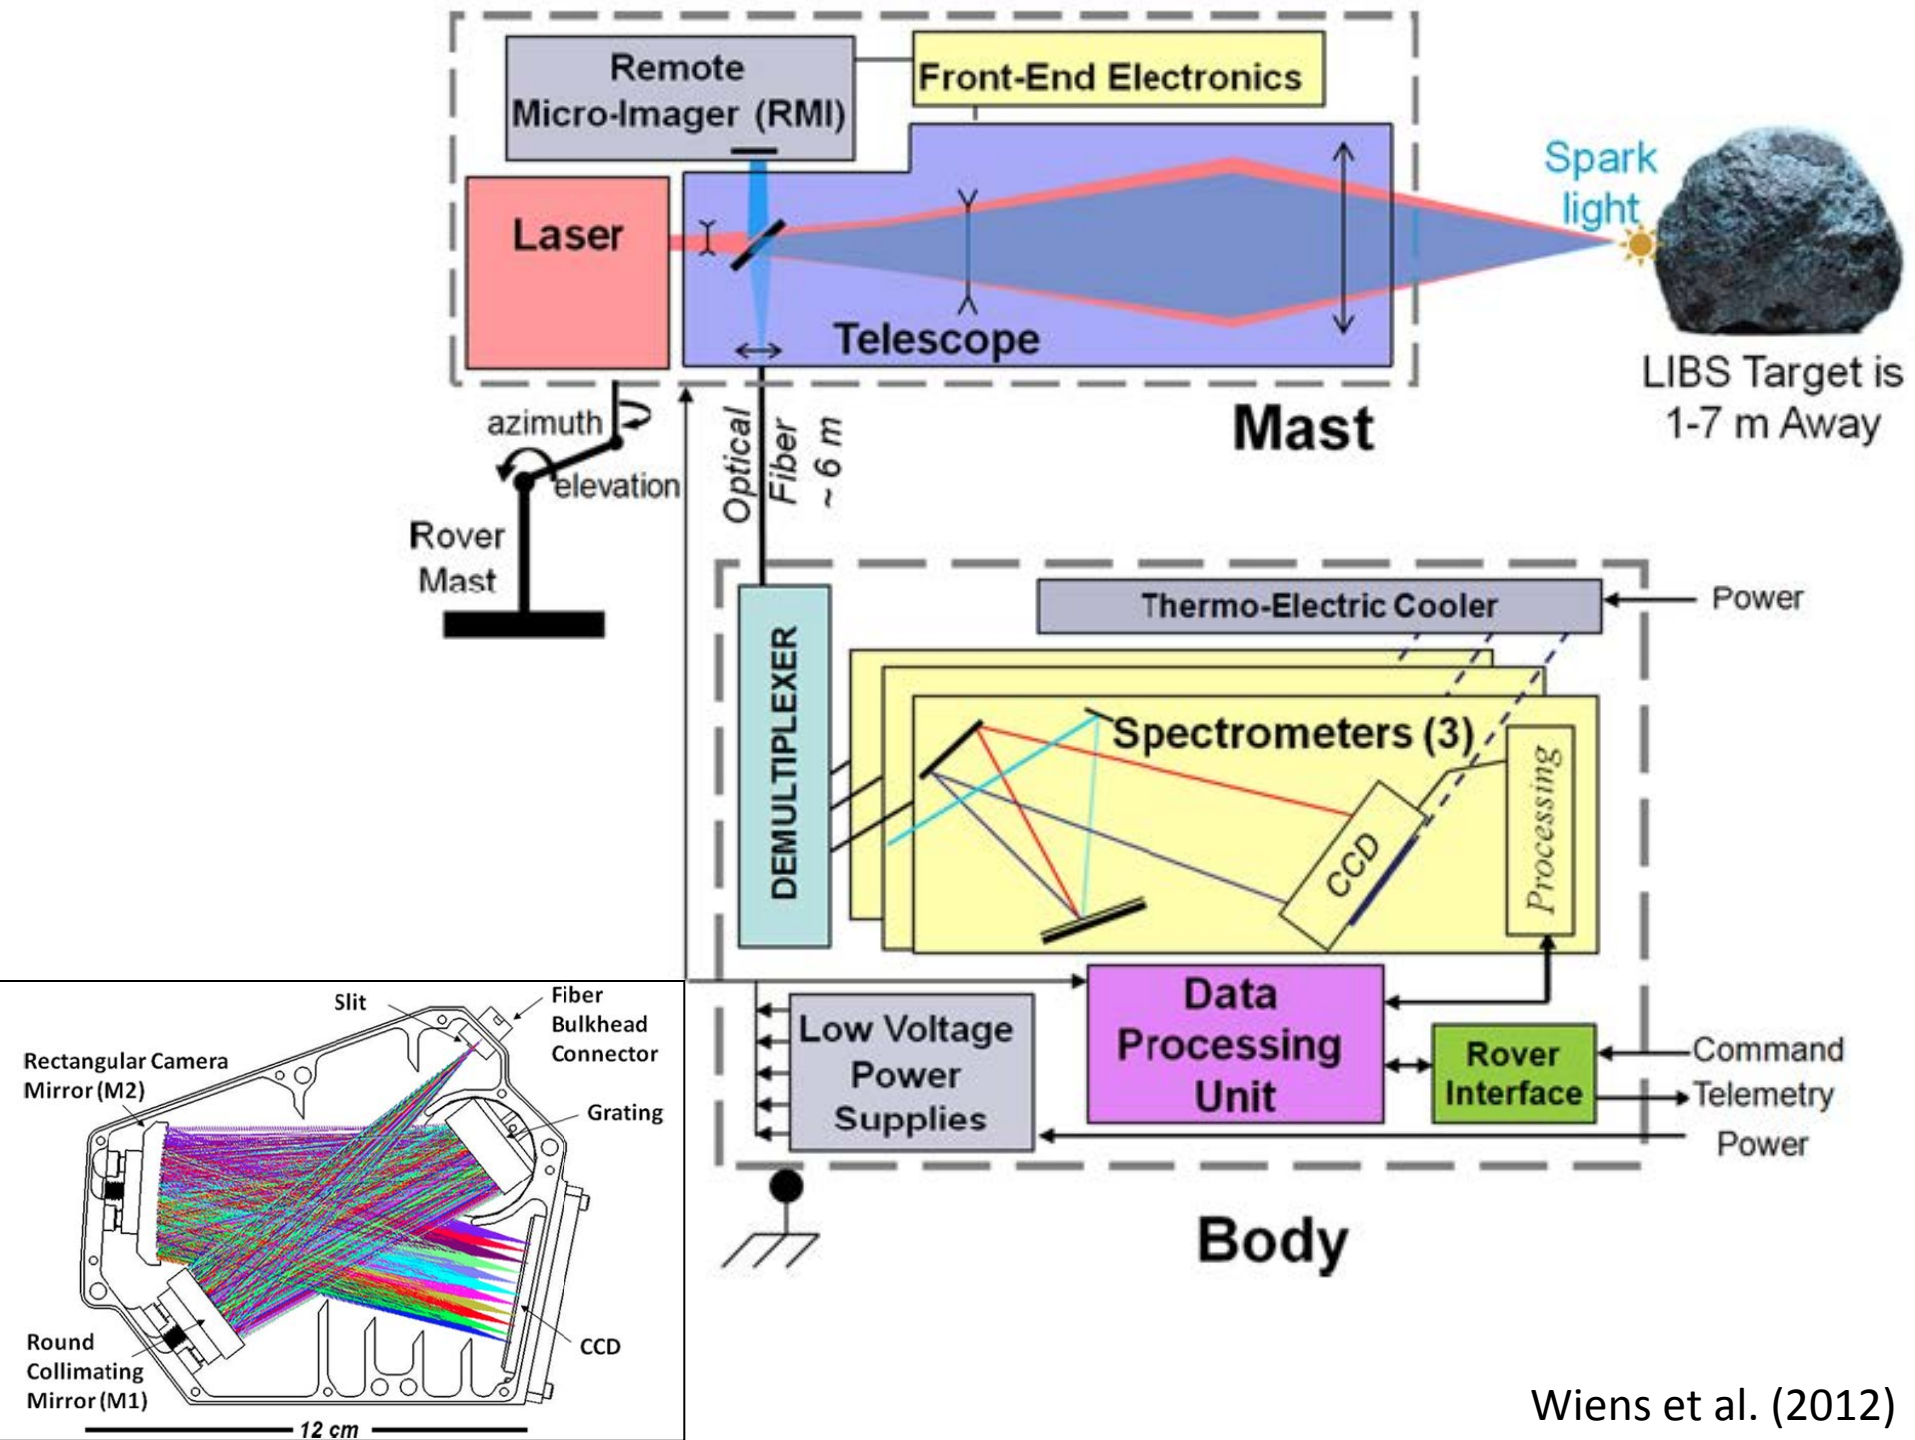 Remote
Micro-Imager (RMI)
Front-End Electronics
Laser
Telescope
Spark
light
LIBS Target is
1-7 m Away
Mast
azimuth
elevation
Rover
Mast
Optical
Fiber
~ 6 m
DEMULTIPLEXER
Thermo-Electric Cooler
Power
Spectrometers (3)
CCD
Processing
Data
Processing
Unit
Low Voltage
Power
Supplies
Rover
Interface
Command
Telemetry
Power
Body
Slit
Fiber
Bulkhead
Connector
Rectangular Camera
Mirror (M2)
Grating
Round
Collimating
Mirror (M1)
CCD
12 cm
Wiens et al. (2012)